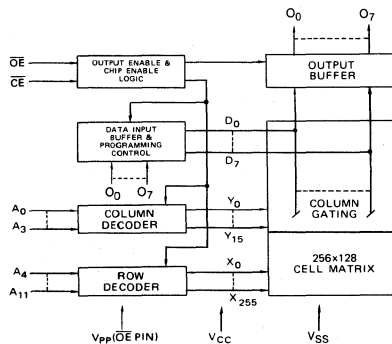 O0 O7
OE
CE
OUTPUT ENABLE &
CHIP ENABLE
LOGIC
OUTPUT
BUFFER
DATA INPUT
BUFFER &
PROGRAMMING
CONTROL
D0
D7
O0 O7
COLUMN
GATING
A0
A3
COLUMN
DECODER
Y0
Y15
A4
A11
ROW
DECODER
X0
X255
256x128
CELL MATRIX
VPP(OE PIN)
VCC
VSS